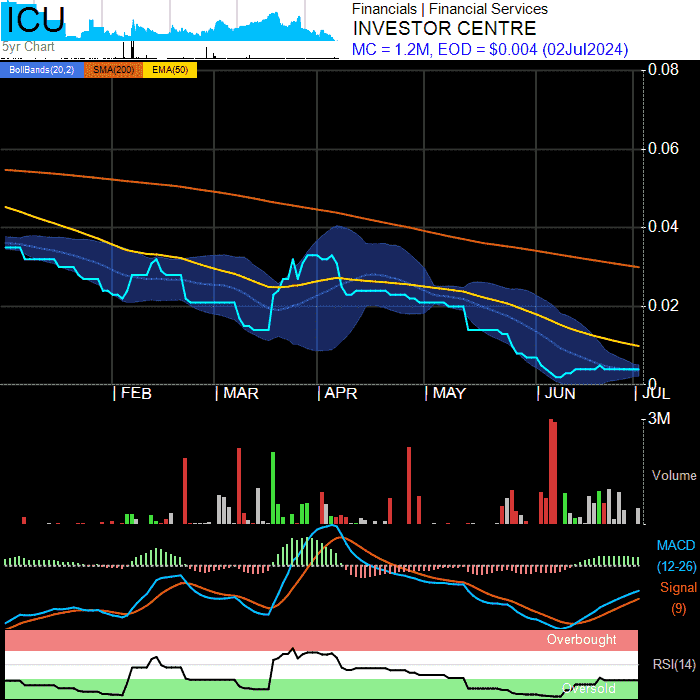 ICU
5yr Chart
Financials | Financial Services
INVESTOR CENTRE
MC = 1.2M, EOD = $0.004 (02Jul2024)
BollBands(20,2) SMA(200) EMA(50)
0.08
0.06
0.04
0.02
0
FEB MAR APR MAY JUN JUL
3M
Volume
MACD
(12-26)
Signal
(9)
Overbought
RSI(14)
Oversold